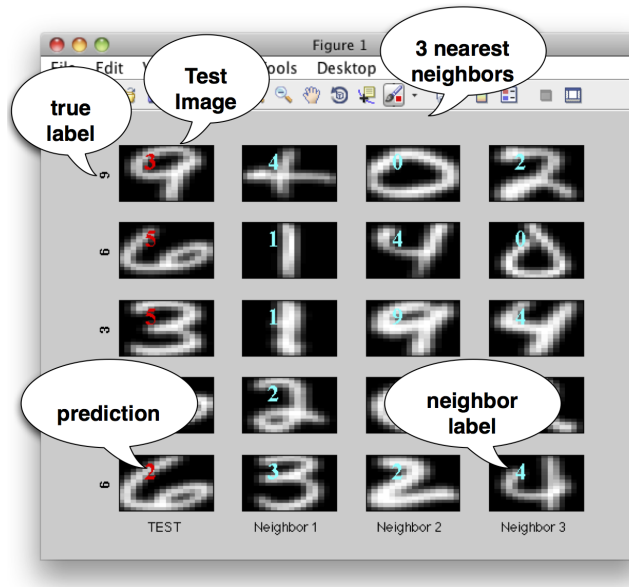 Figure 1
File Edit Desktop
3 nearest
neighbors
Test
Image
true
label
9 3 4 0 2
6 5 1 4 0
3 5 1 9 4
2
prediction
neighbor
label
6 2 3 2 4
TEST Neighbor 1 Neighbor 2 Neighbor 3